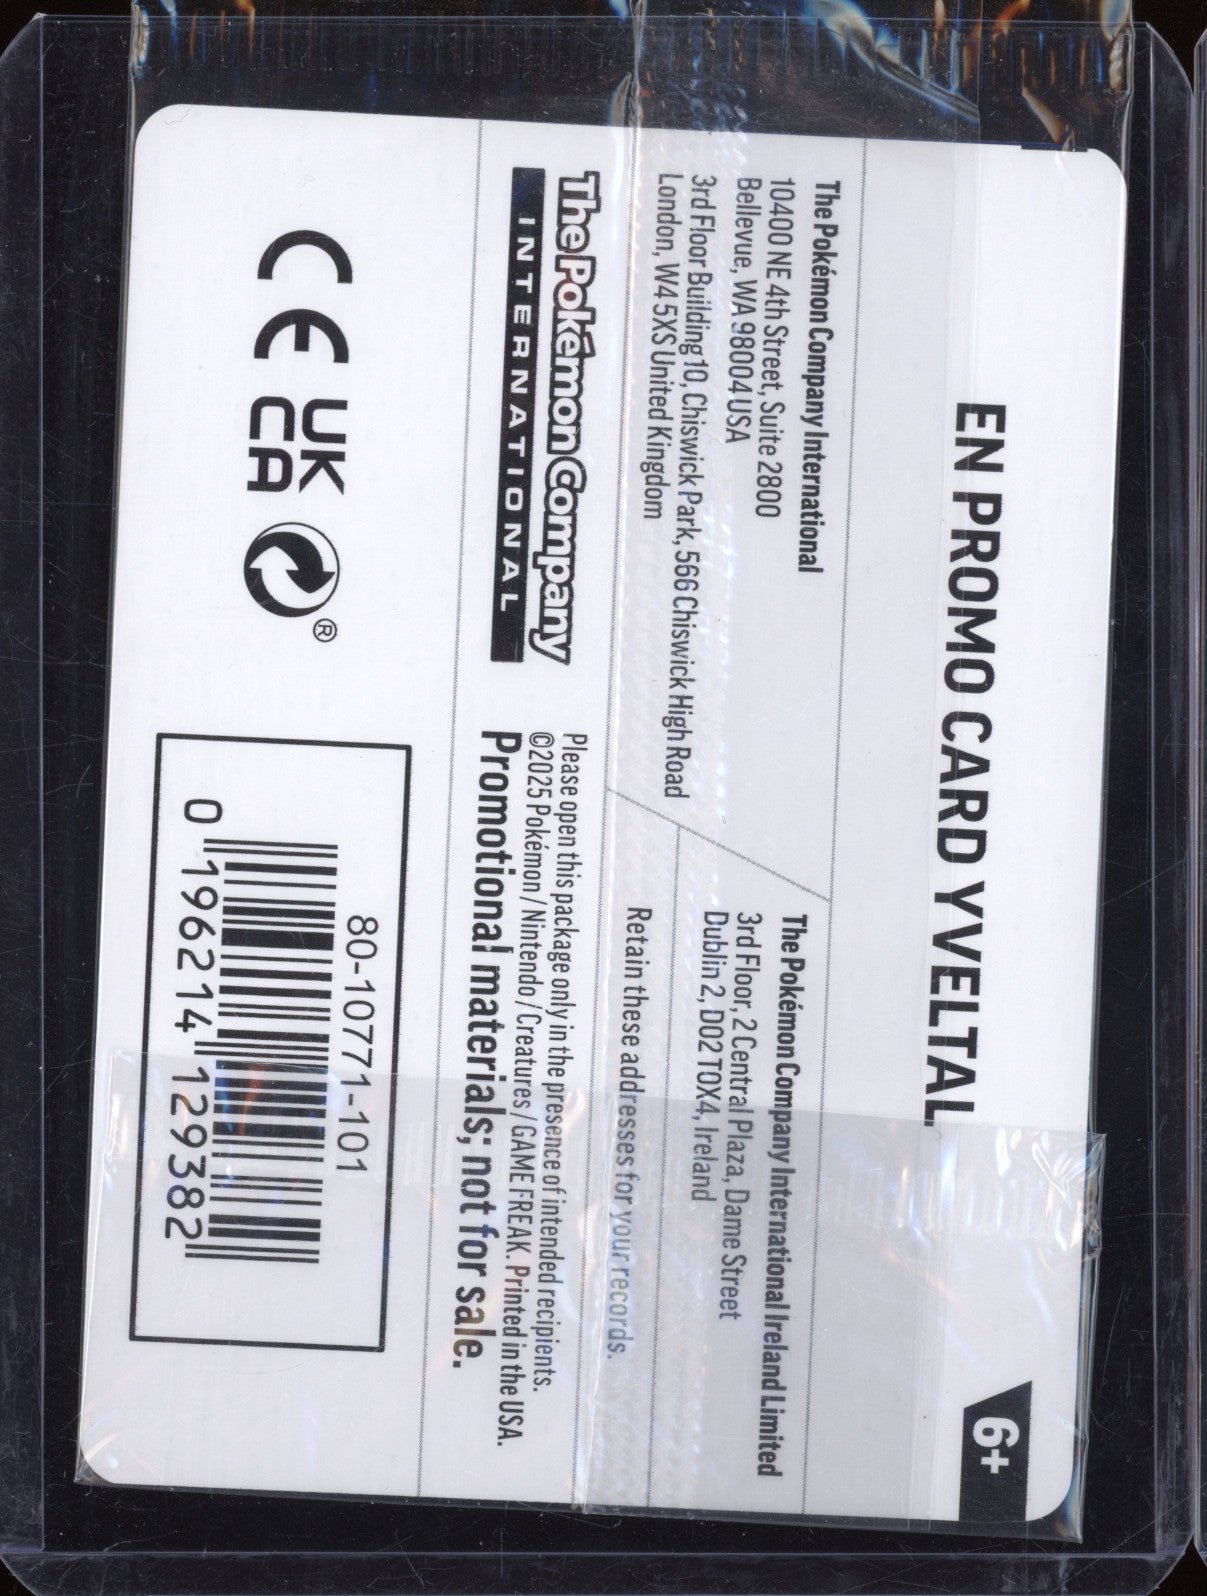 EN PROMO CARD YVELTAL
6+
The Pokémon Company International
10400 NE 4th Street, Suite 2800
Bellevue, WA 98004 USA
3rd Floor Building 10, Chiswick Park, 566 Chiswick High Road
London, W4 5XS United Kingdom
The Pokémon Company International Ireland Limited
3rd Floor, 2 Central Plaza, Dame Street
Dublin 2, D02 T0X4, Ireland
Retain these addresses for your records.
The Pokémon Company
INTERNATIONAL
Please open this package only in the presence of intended recipients.
©2025 Pokémon / Nintendo / Creatures / GAME FREAK. Printed in the USA.
Promotional materials; not for sale.
CE
UK
CA
®
80-10771-101
0 196214 129382